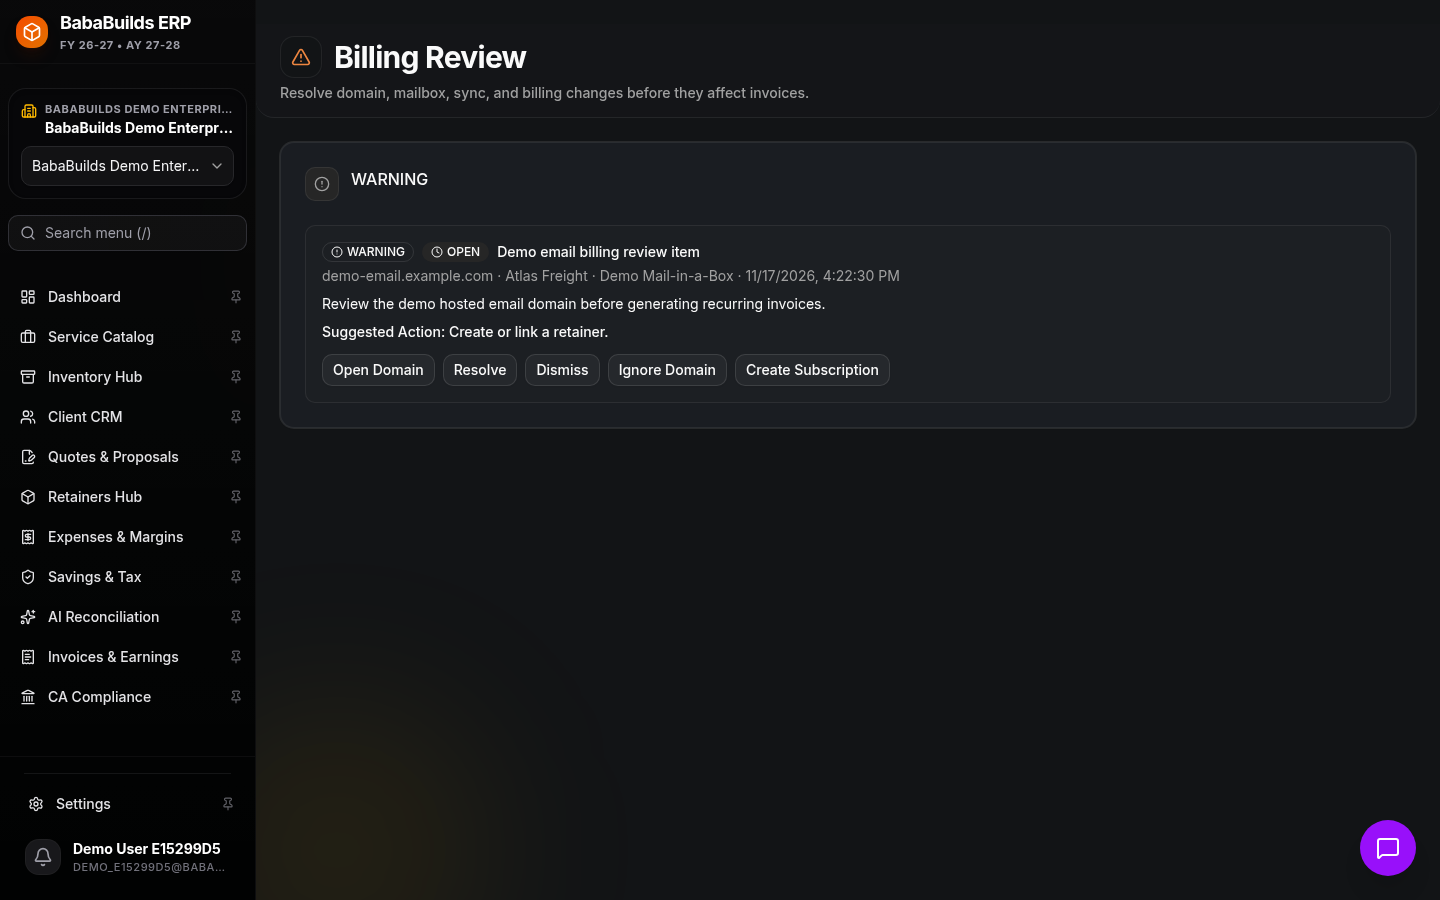 BabaBuilds ERP
FY 26-27 • AY 27-28
BABABUILDS DEMO ENTERPRI...
BabaBuilds Demo Enterpr...
BabaBuilds Demo Enter...
Search menu (/)
Dashboard
Service Catalog
Inventory Hub
Client CRM
Quotes & Proposals
Retainers Hub
Expenses & Margins
Savings & Tax
AI Reconciliation
Invoices & Earnings
CA Compliance
Settings
Demo User E15299D5
DEMO_E15299D5@BABA...
Billing Review
Resolve domain, mailbox, sync, and billing changes before they affect invoices.
WARNING
WARNING OPEN Demo email billing review item
demo-email.example.com · Atlas Freight · Demo Mail-in-a-Box · 11/17/2026, 4:22:30 PM
Review the demo hosted email domain before generating recurring invoices.
Suggested Action: Create or link a retainer.
Open Domain Resolve Dismiss Ignore Domain Create Subscription